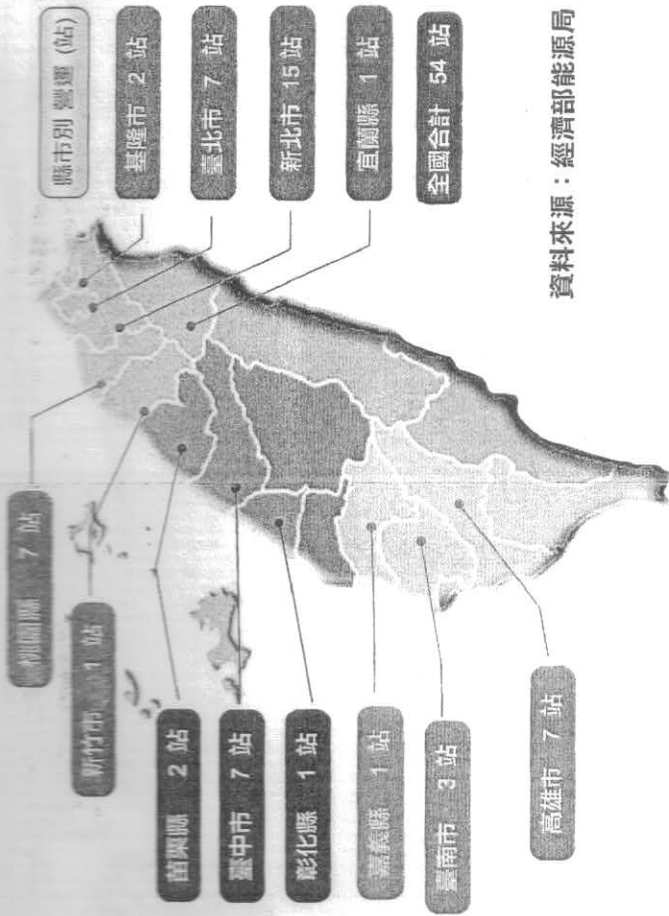 縣市別 營運 (站)
基隆市 2 站
臺北市 7 站
新北市 15 站
宜蘭縣 1 站
全國合計 54 站
桃園縣 7 站
新竹市 1 站
苗栗縣 2 站
臺中市 7 站
彰化縣 1 站
嘉義縣 1 站
臺南市 3 站
高雄市 7 站
資料來源：經濟部能源局